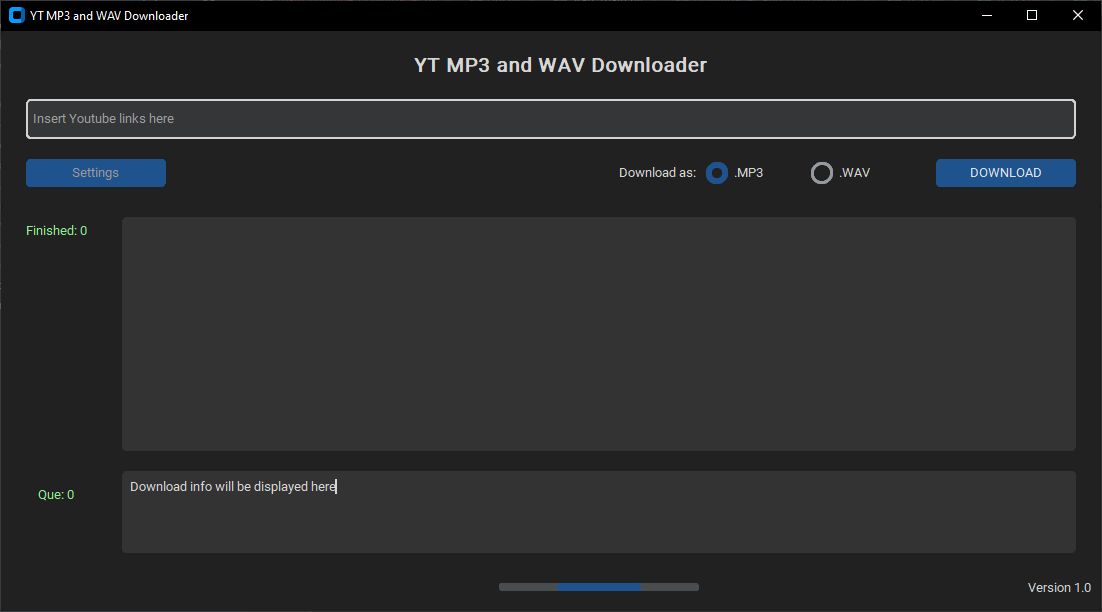 YT MP3 and WAV Downloader
YT MP3 and WAV Downloader
Insert Youtube links here
Settings
Download as: .MP3 .WAV DOWNLOAD
Finished: 0
Que: 0
Download info will be displayed here
Version 1.0